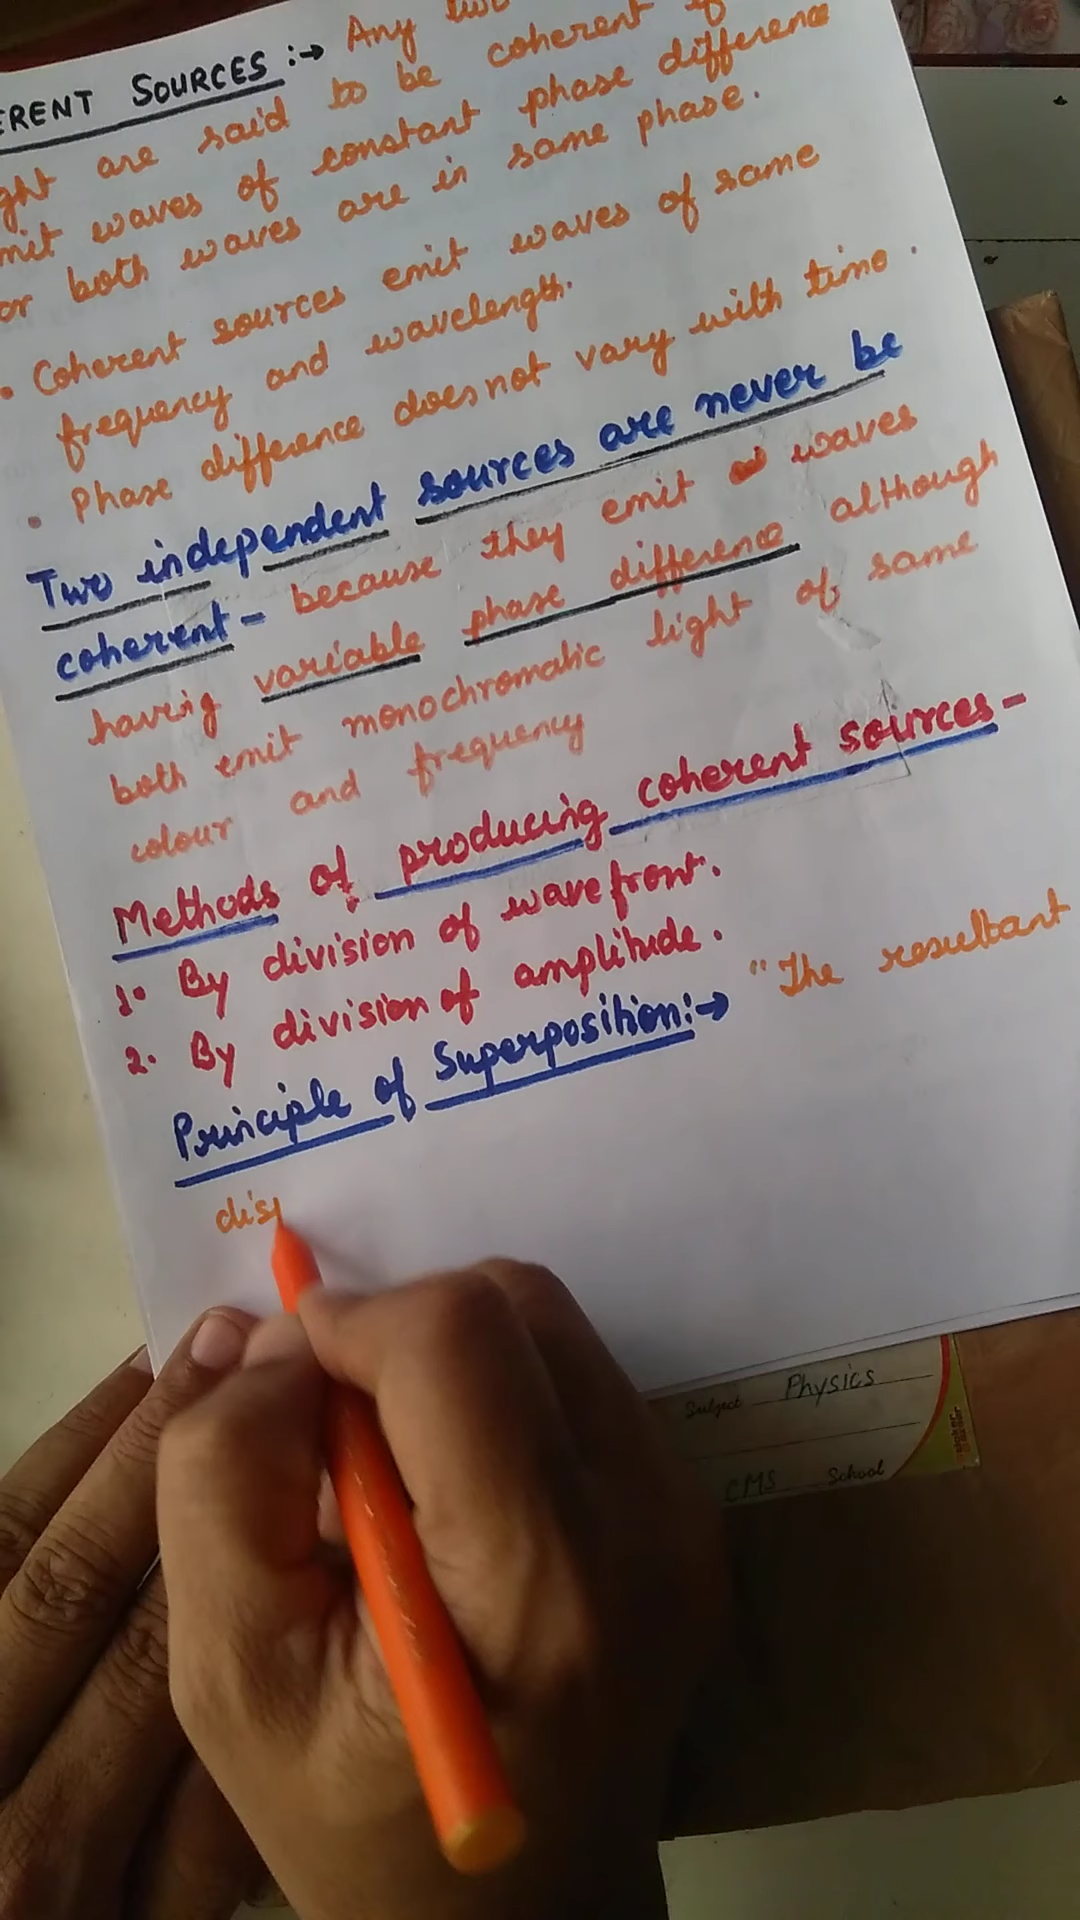 ERENT SOURCES :→ Any two
ght are said to be coherent if
mit waves of constant phase difference
or both waves are in same phase.
• Coherent sources emit waves of same
frequency and wavelength.
• Phase difference does not vary with time.
Two independent sources are never be
coherent - because they emit waves
having variable phase difference although
both emit monochromatic light of same
colour and frequency
Methods of producing coherent sources -
1. By division of wavefront.
2. By division of amplitude.
Principle of Superposition :→ "The resultant
disp
Subject Physics
CMS School